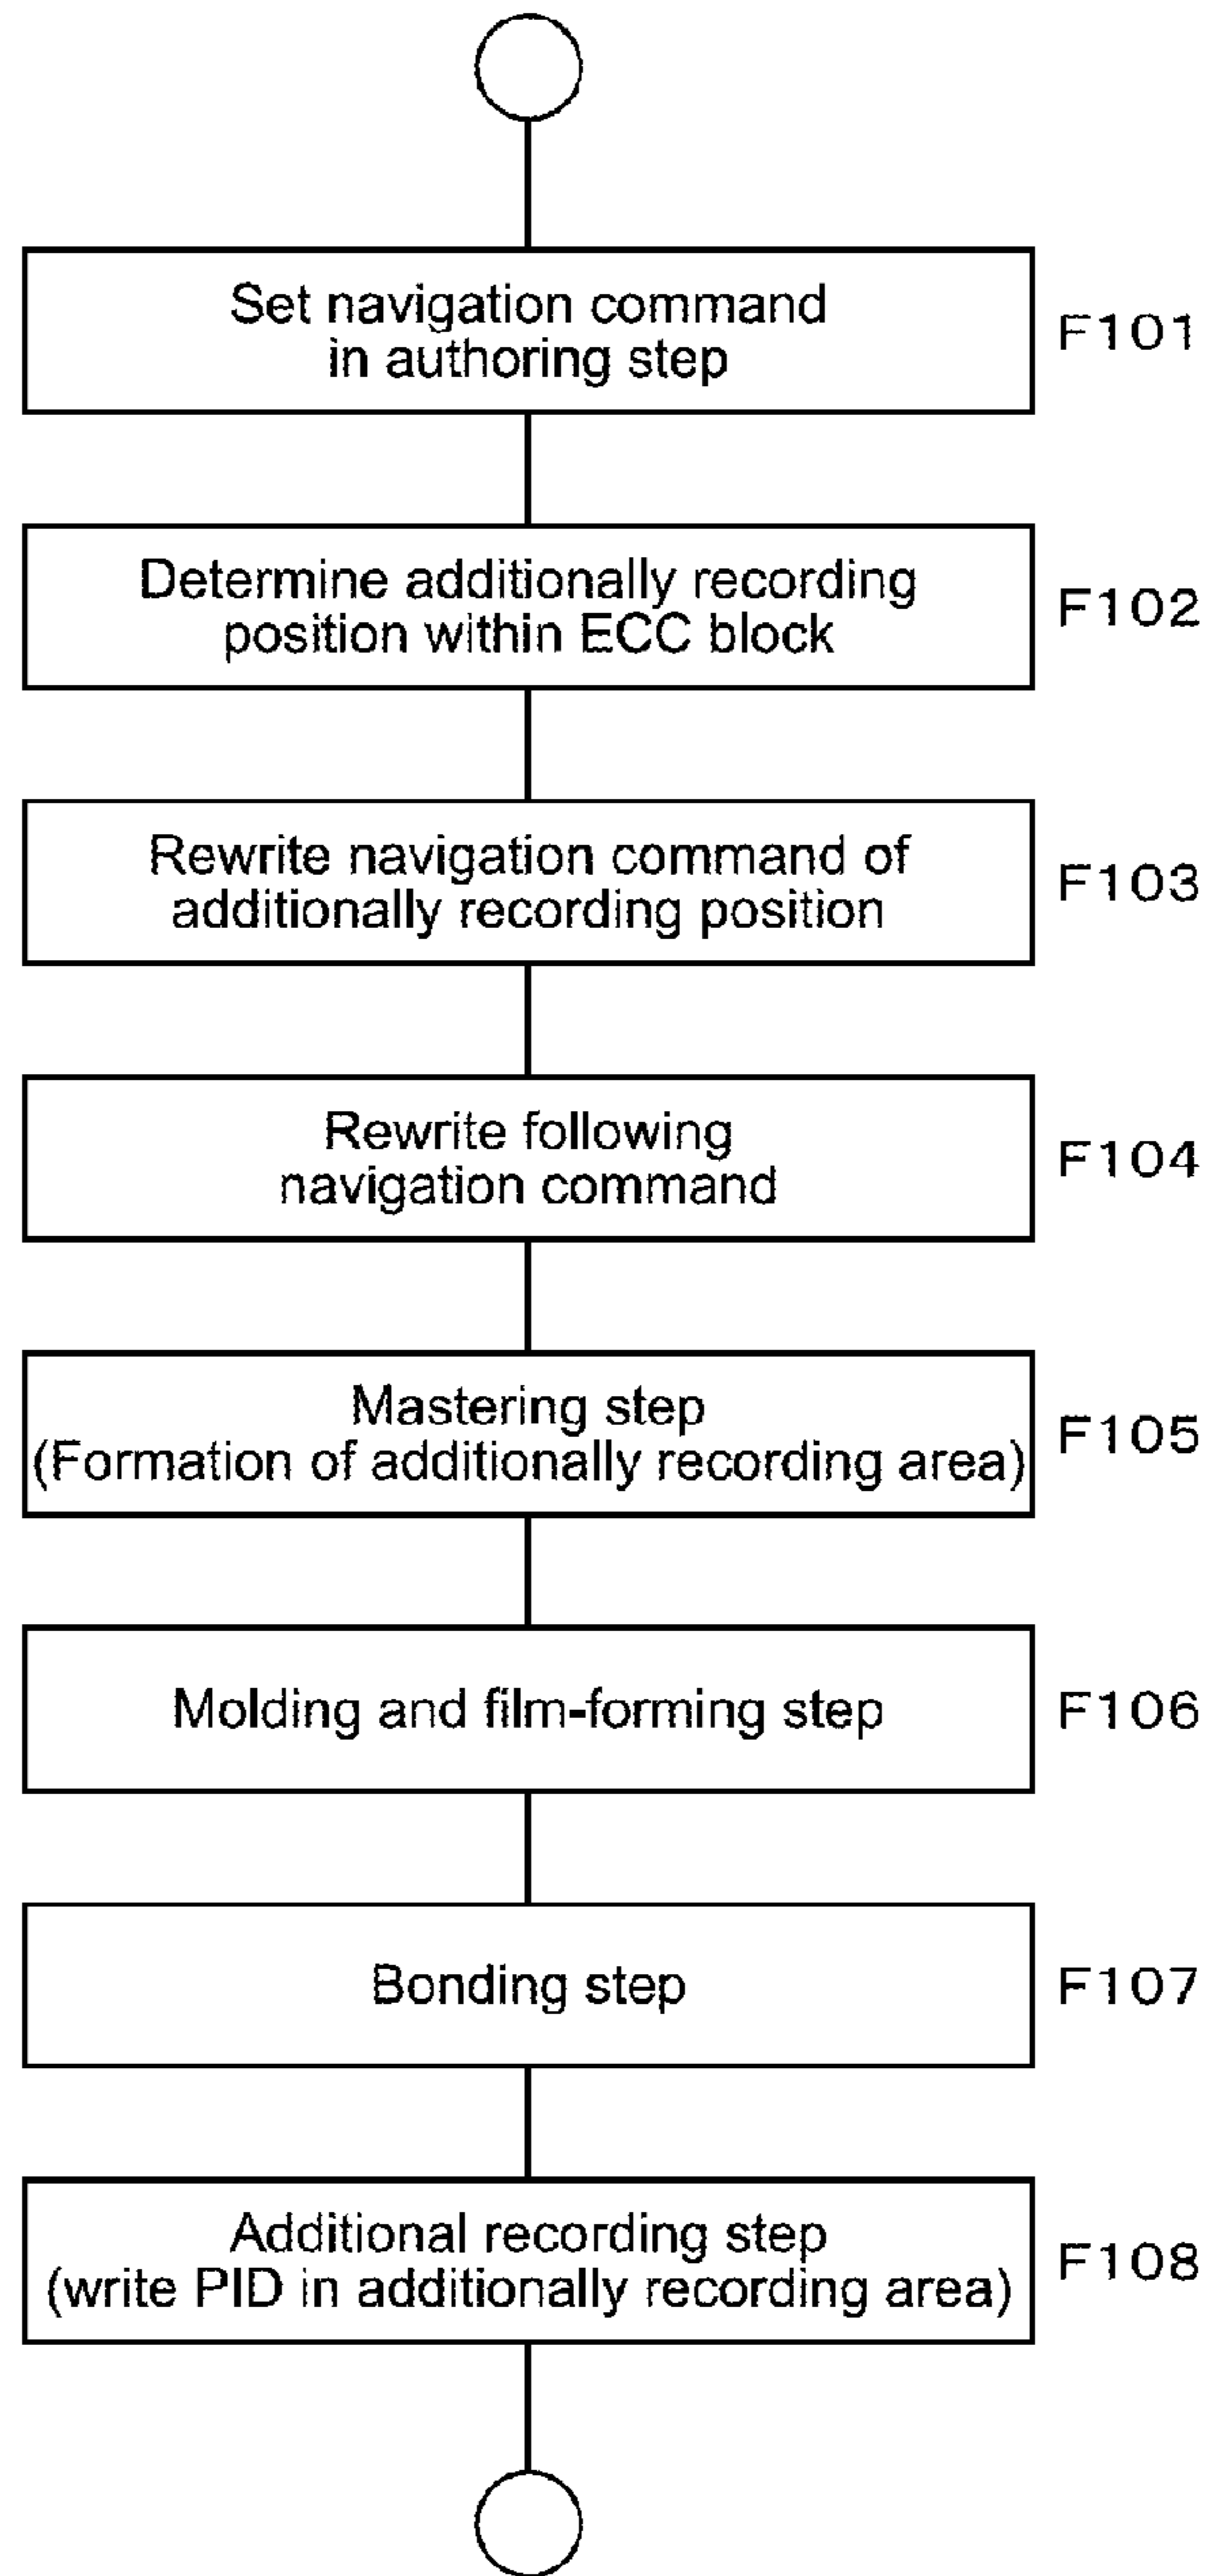 Set navigation command
in authoring step
F101
Determine additionally recording
position within ECC block
F102
Rewrite navigation command of
additionally recording position
F103
Rewrite following
navigation command
F104
Mastering step
(Formation of additionally recording area)
F105
Molding and film-forming step
F106
Bonding step
F107
Additional recording step
(write PID in additionally recording area)
F108